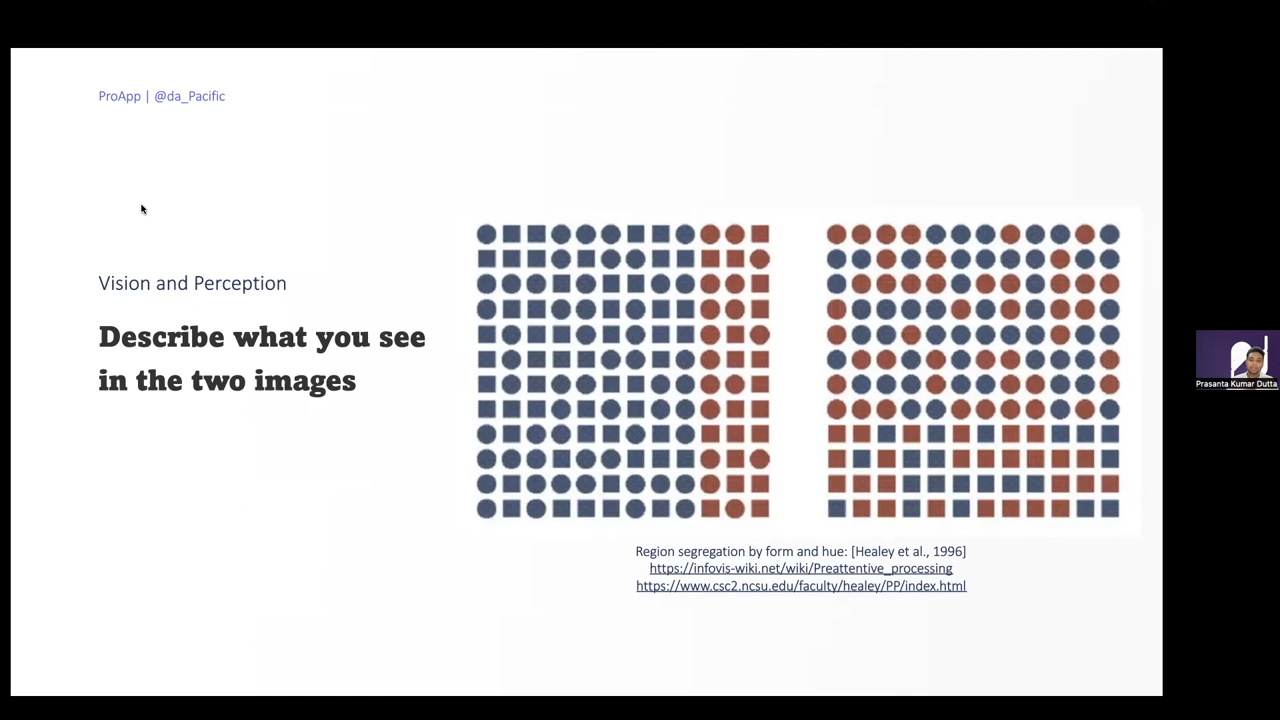 ProApp | @da_Pacific
Vision and Perception
Describe what you see
in the two images
Region segregation by form and hue: [Healey et al., 1996]
https://infovis-wiki.net/wiki/Preattentive_processing
https://www.csc2.ncsu.edu/faculty/healey/PP/index.html
Prasanta Kumar Dutta